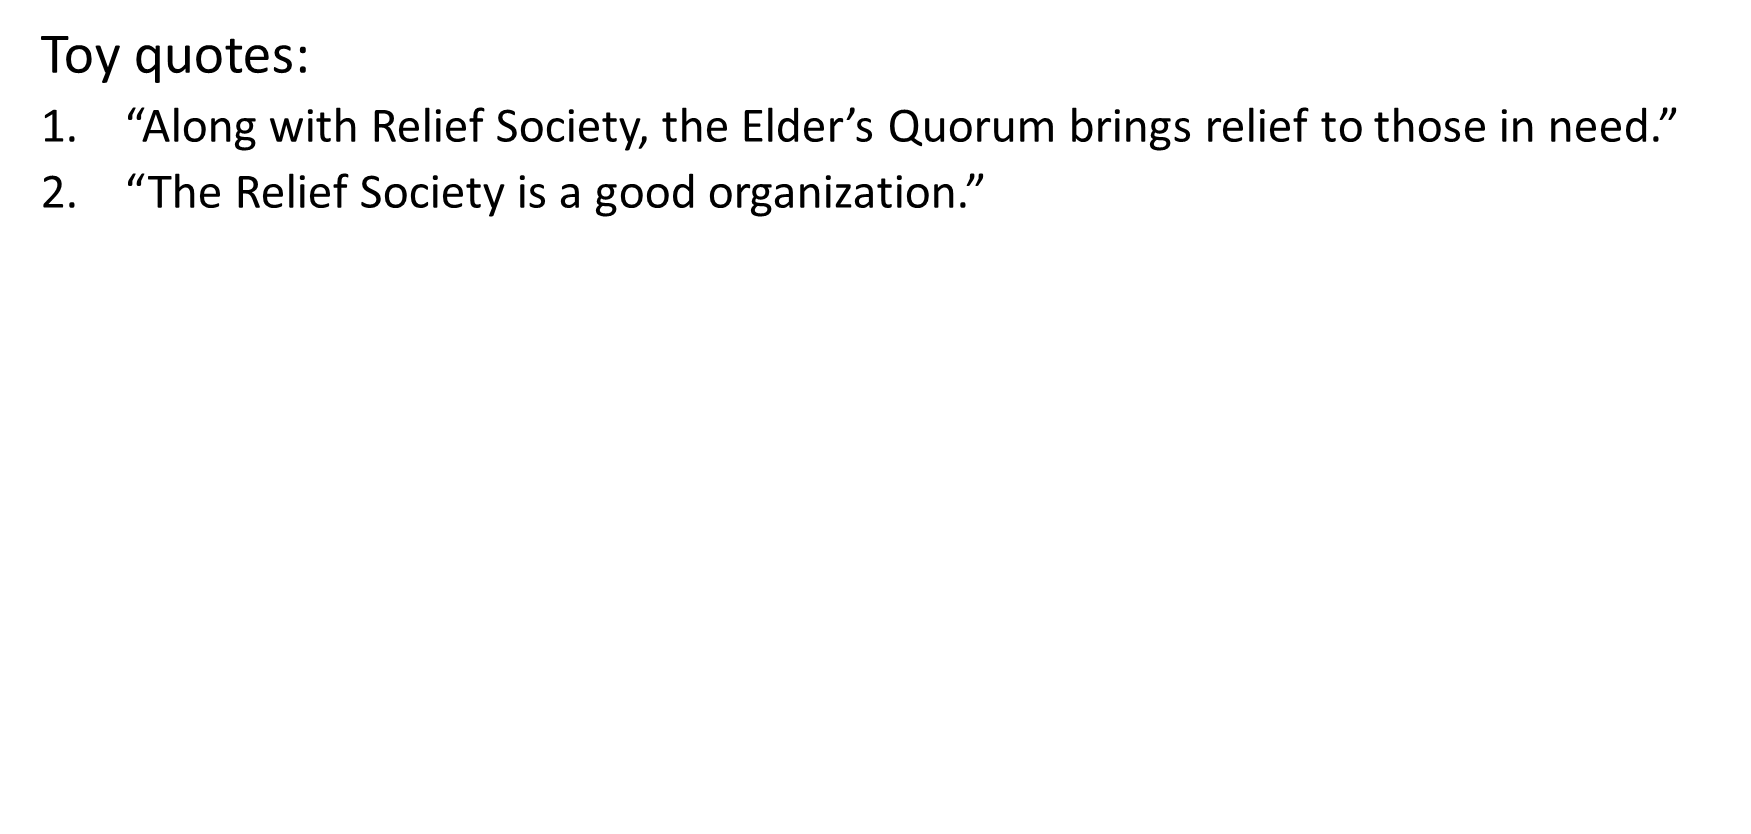 Toy quotes:
1. “Along with Relief Society, the Elder’s Quorum brings relief to those in need.”
2. “The Relief Society is a good organization.”